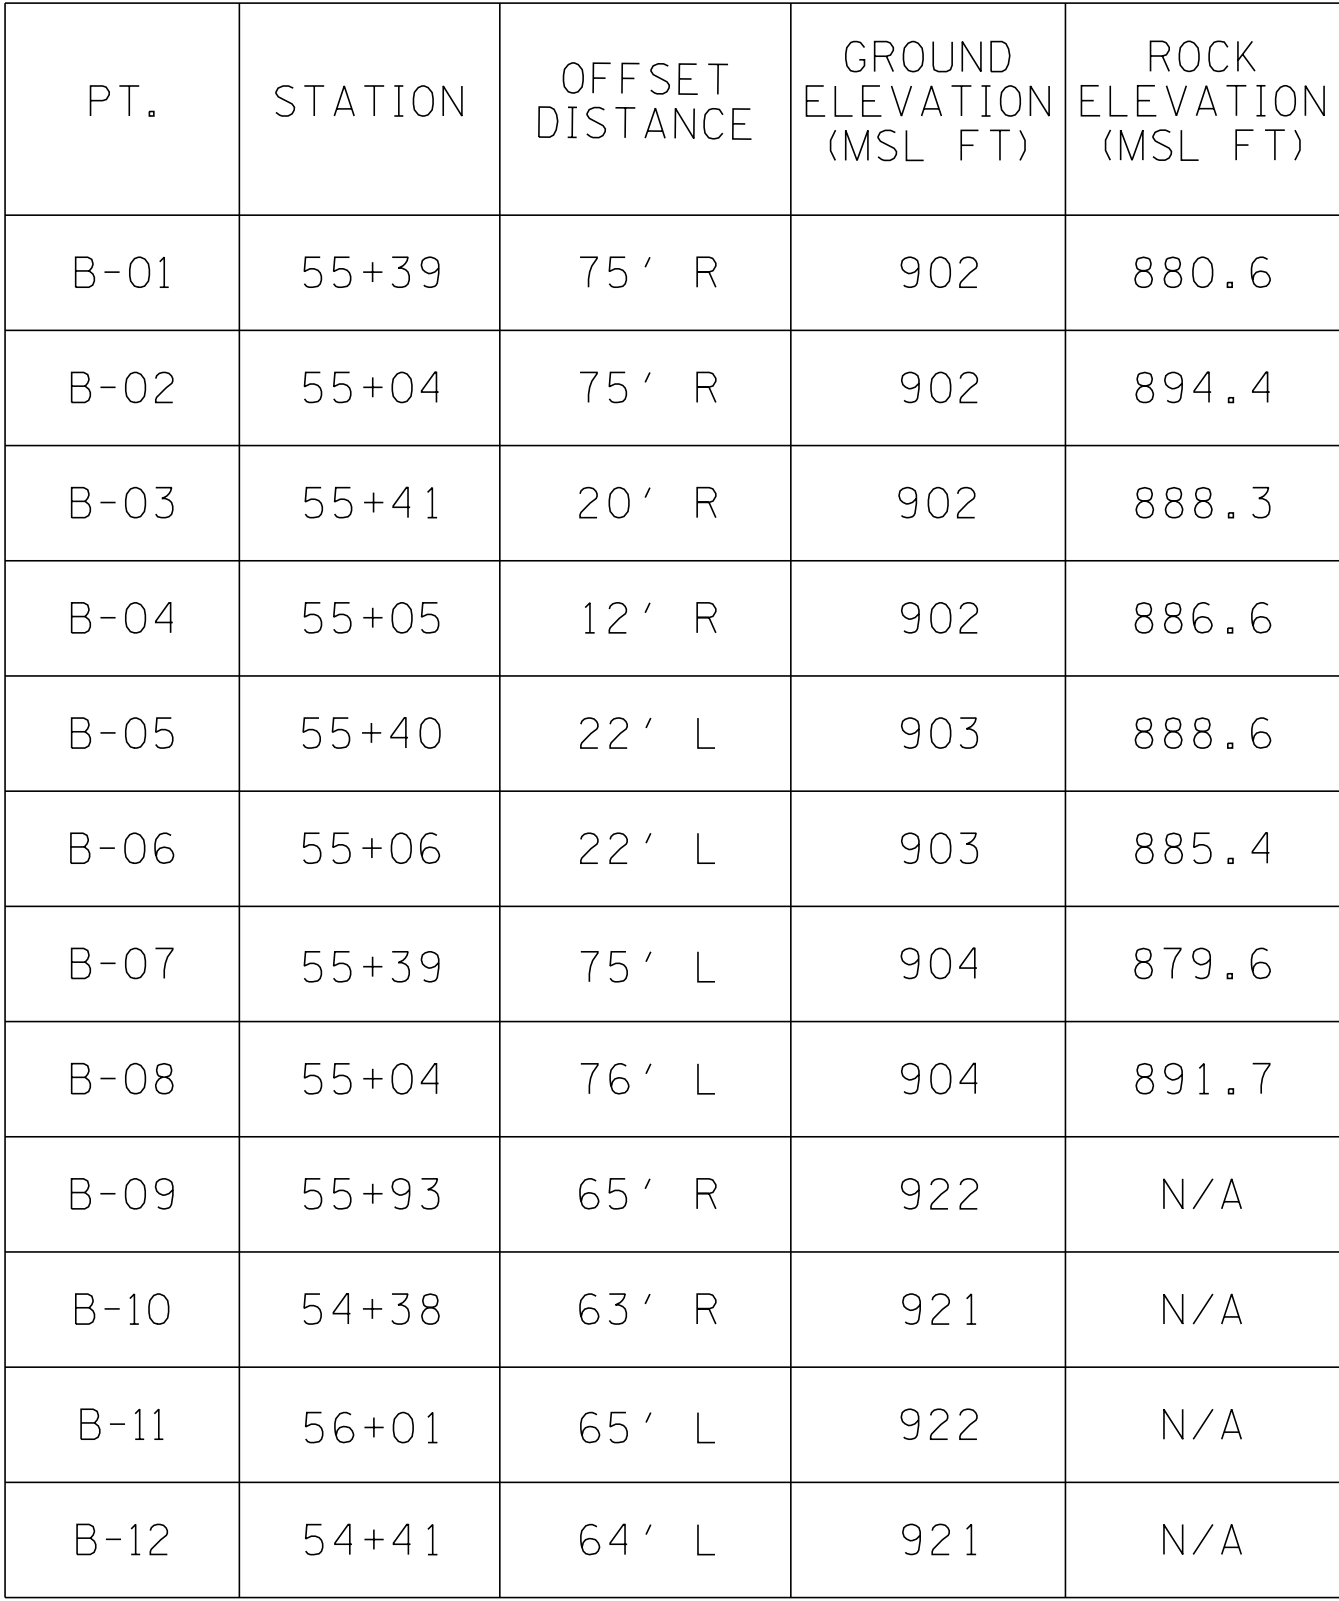 PT. STATION OFFSET DISTANCE GROUND ELEVATION (MSL FT) ROCK ELEVATION (MSL FT)
B-01 55+39 75' R 902 880.6
B-02 55+04 75' R 902 894.4
B-03 55+41 20' R 902 888.3
B-04 55+05 12' R 902 886.6
B-05 55+40 22' L 903 888.6
B-06 55+06 22' L 903 885.4
B-07 55+39 75' L 904 879.6
B-08 55+04 76' L 904 891.7
B-09 55+93 65' R 922 N/A
B-10 54+38 63' R 921 N/A
B-11 56+01 65' L 922 N/A
B-12 54+41 64' L 921 N/A